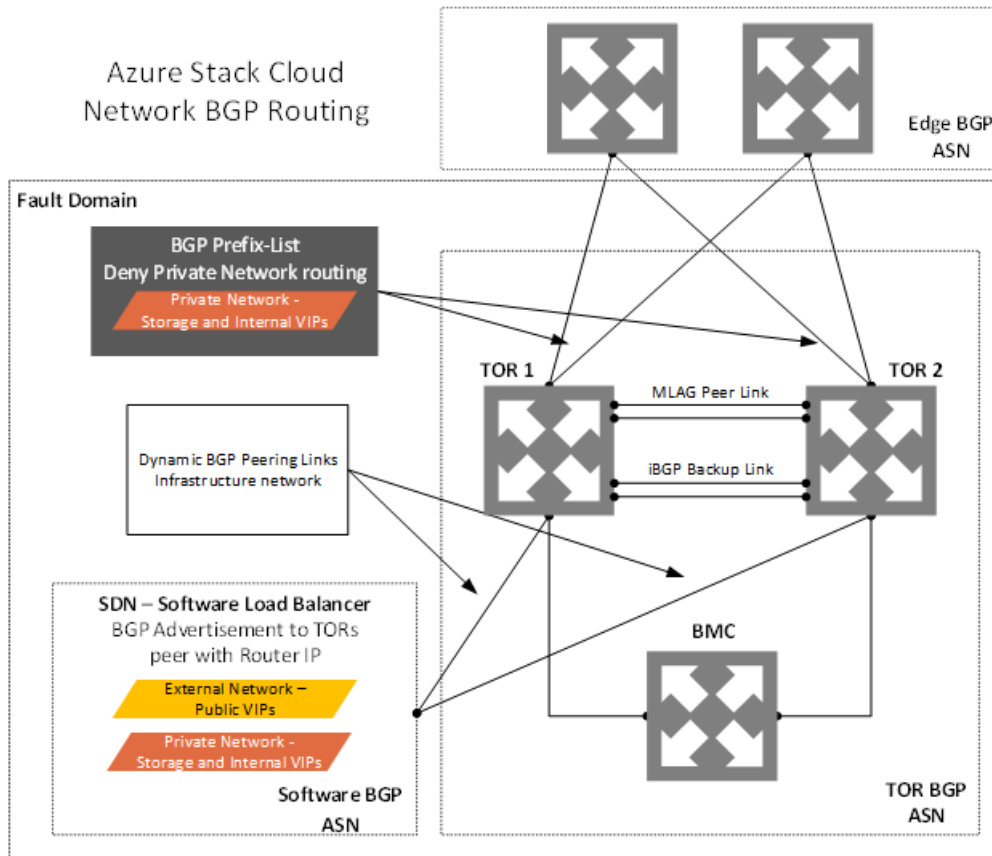 Azure Stack Cloud
Network BGP Routing
Edge BGP
ASN
Fault Domain
BGP Prefix-List
Deny Private Network routing
Private Network -
Storage and Internal VIPs
TOR 1
TOR 2
MLAG Peer Link
iBGP Backup Link
Dynamic BGP Peering Links
Infrastructure network
SDN – Software Load Balancer
BGP Advertisement to TORs
peer with Router IP
External Network –
Public VIPs
Private Network -
Storage and Internal VIPs
Software BGP
ASN
BMC
TOR BGP
ASN